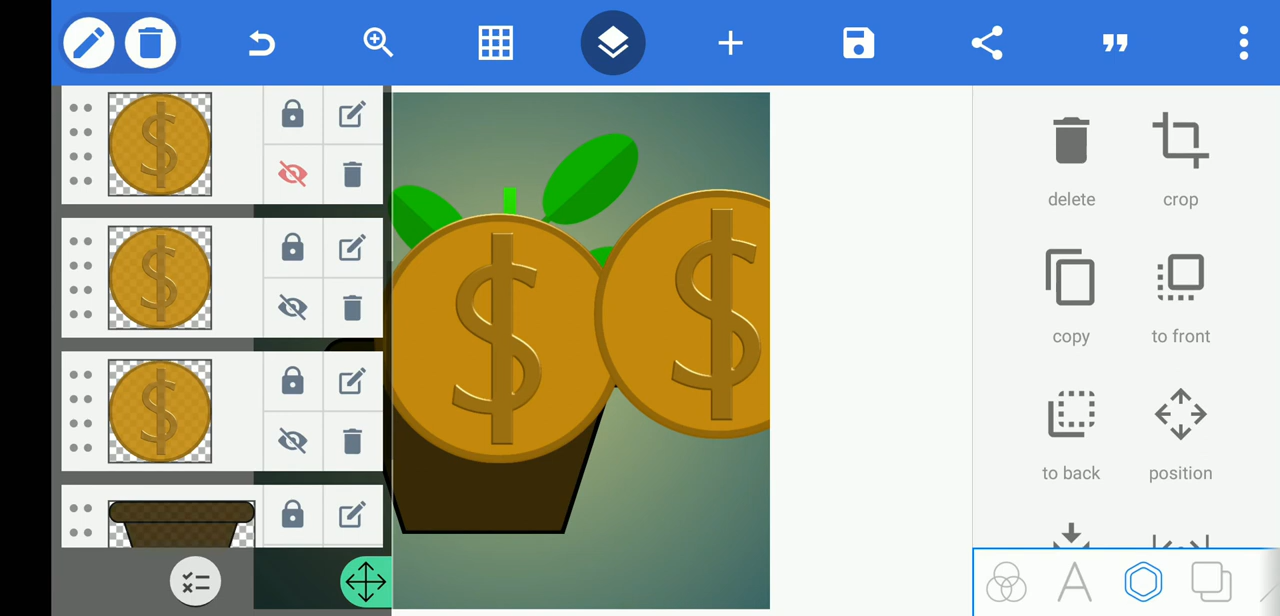 delete
crop
copy
to front
to back
position